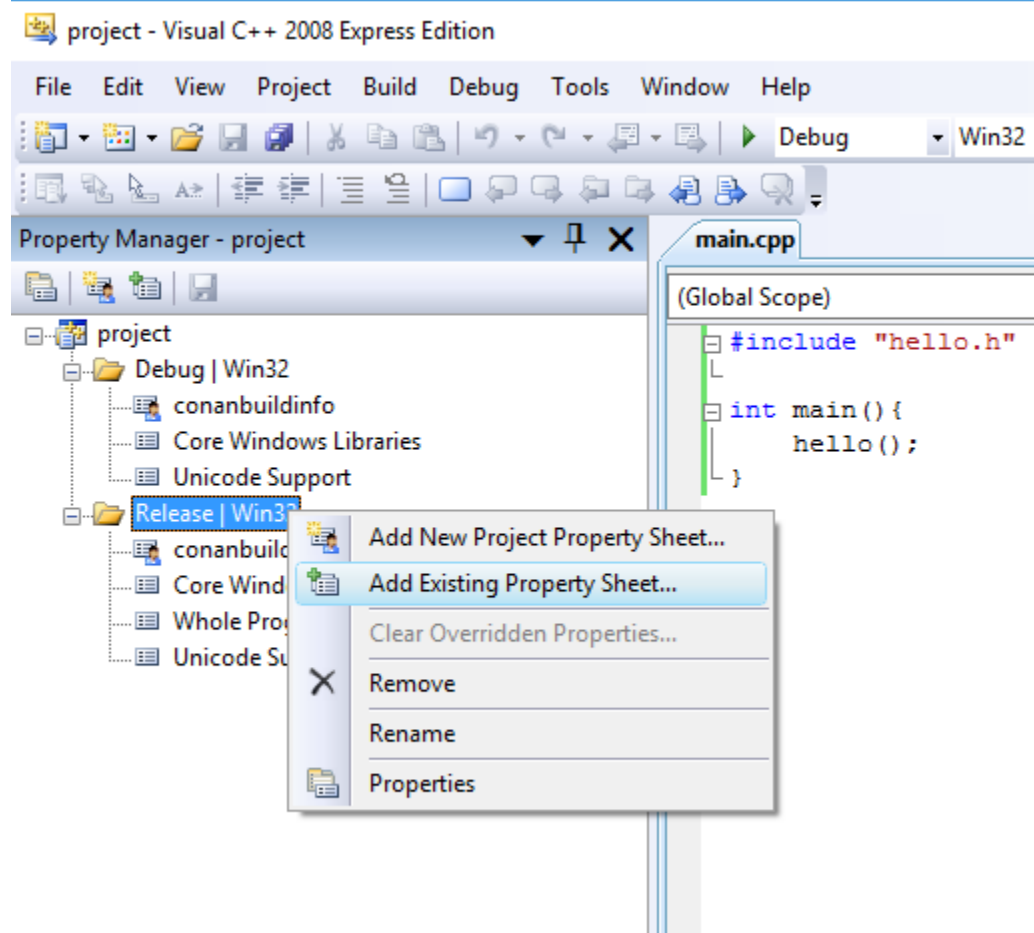 project - Visual C++ 2008 Express Edition
File Edit View Project Build Debug Tools Window Help
Debug Win32
Property Manager - project
main.cpp
(Global Scope)
project
Debug | Win32
conanbuildinfo
Core Windows Libraries
Unicode Support
Release | Win32
conanbuild
Core Wind
Whole Pro
Unicode Su
Add New Project Property Sheet...
Add Existing Property Sheet...
Clear Overridden Properties...
Remove
Rename
Properties
#include "hello.h"
int main(){
hello();
}